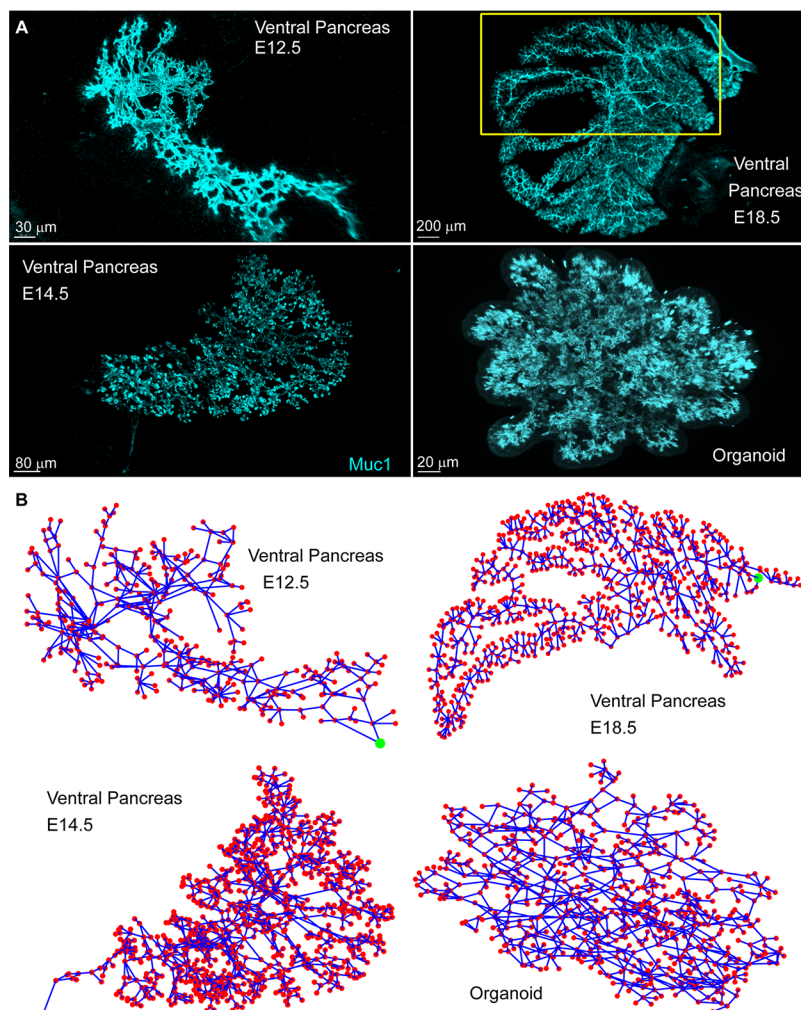 A
Ventral Pancreas
E12.5
30 μm
Ventral
Pancreas
E18.5
200 μm
Ventral Pancreas
E14.5
80 μm
Muc1
20 μm
Organoid
B
Ventral Pancreas
E12.5
Ventral Pancreas
E18.5
Ventral Pancreas
E14.5
Organoid